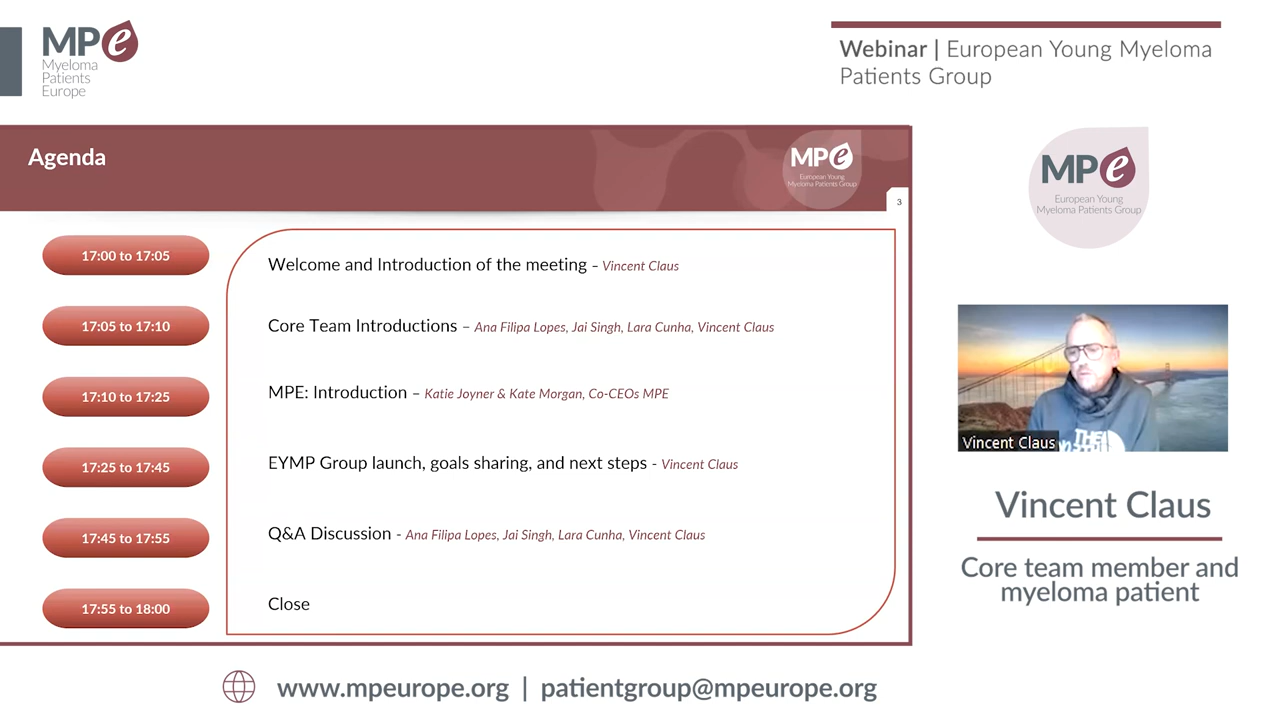 MPe
Myeloma
Patients
Europe
Webinar | European Young Myeloma
Patients Group
Agenda
MPe
European Young
Myeloma Patients Group
3
17:00 to 17:05
Welcome and Introduction of the meeting – Vincent Claus
17:05 to 17:10
Core Team Introductions – Ana Filipa Lopes, Jai Singh, Lara Cunha, Vincent Claus
17:10 to 17:25
MPE: Introduction – Katie Joyner & Kate Morgan, Co-CEOs MPE
17:25 to 17:45
EYMP Group launch, goals sharing, and next steps - Vincent Claus
17:45 to 17:55
Q&A Discussion - Ana Filipa Lopes, Jai Singh, Lara Cunha, Vincent Claus
17:55 to 18:00
Close
MPe
European Young
Myeloma Patients Group
Vincent Claus
THE
Vincent Claus
Core team member and
myeloma patient
www.mpeurope.org | patientgroup@mpeurope.org